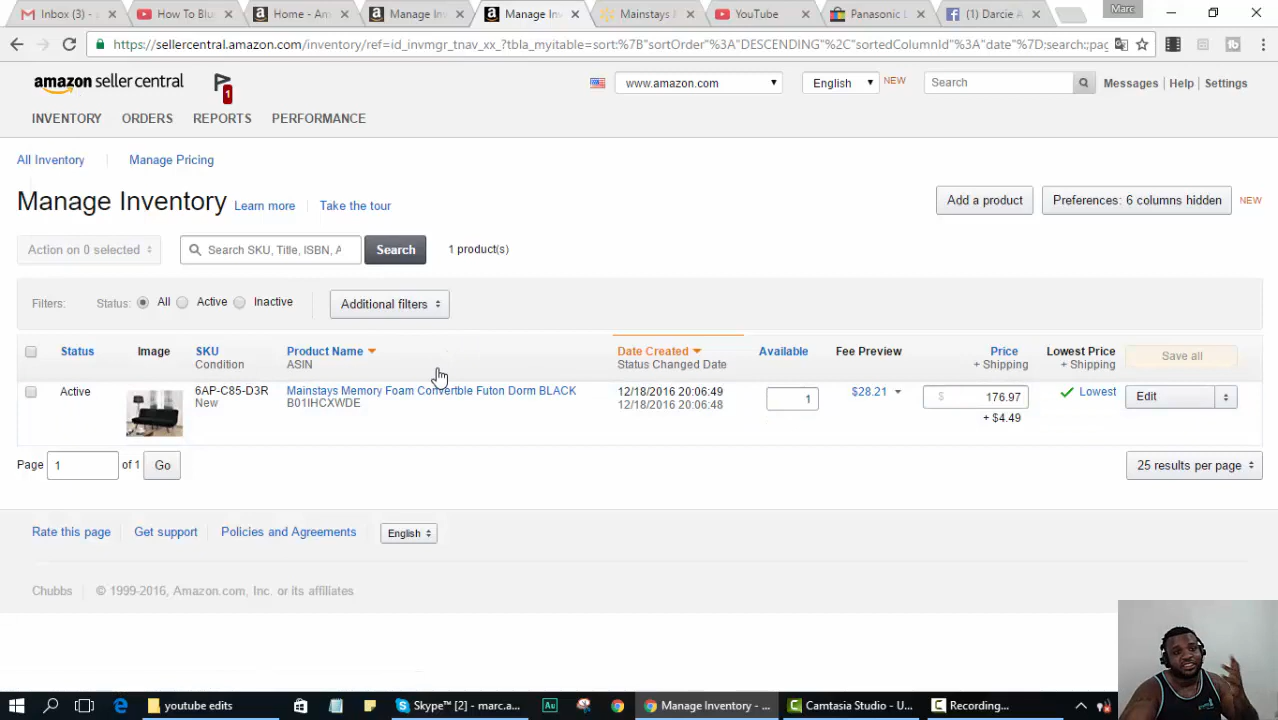 Inbox (3) -
How To Blu
Home - Am
Manage Inv
Manage Inv
Mainstays M
YouTube
Panasonic L
(1) Darcie A
Marc
https://sellercentral.amazon.com/inventory/ref=id_invmgr_tnav_xx_?tbla_myitable=sort:%7B"sortOrder"%3A"DESCENDING"%2C"sortedColumnId"%3A"date"%7D;search:;pag
amazon seller central
1
www.amazon.com
English
NEW
Search
Messages | Help | Settings
INVENTORY ORDERS REPORTS PERFORMANCE
All Inventory | Manage Pricing
Manage Inventory Learn more | Take the tour
Add a product
Preferences: 6 columns hidden
NEW
Action on 0 selected
Search SKU, Title, ISBN, A
Search
1 product(s)
Filters: Status: All Active Inactive
Additional filters
Status Image SKU Product Name Date Created Available Fee Preview Price Lowest Price Save all
Condition ASIN Status Changed Date + Shipping + Shipping
Active 6AP-C85-D3R Mainstays Memory Foam Convertble Futon Dorm BLACK 12/18/2016 20:06:49 1 $28.21 $ 176.97 Lowest Edit
New B01IHCXWDE 12/18/2016 20:06:48 + $4.49
Page 1 of 1 Go
25 results per page
Rate this page Get support Policies and Agreements English
Chubbs © 1999-2016, Amazon.com, Inc. or its affiliates
youtube edits
Skype™ [2] - marc.a...
Au
Manage Inventory - ...
Camtasia Studio - U...
Recording...